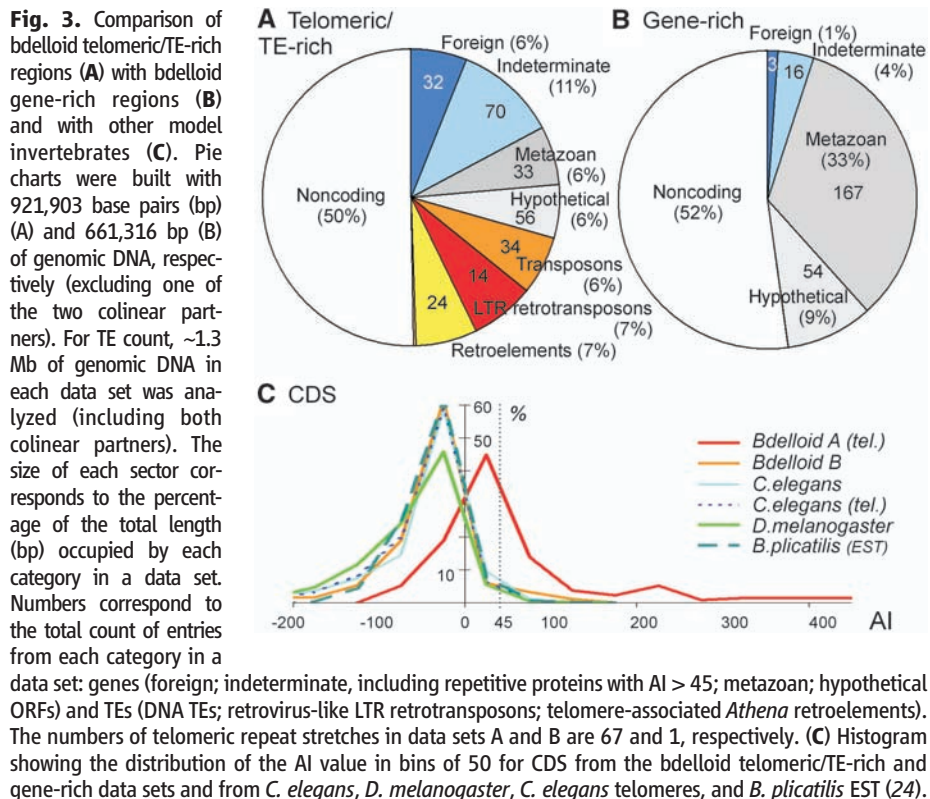 Fig. 3. Comparison of
bdelloid telomeric/TE-rich
regions (A) with bdelloid
gene-rich regions (B)
and with other model
invertebrates (C). Pie
charts were built with
921,903 base pairs (bp)
(A) and 661,316 bp (B)
of genomic DNA, respec-
tively (excluding one of
the two colinear part-
ners). For TE count, ~1.3
Mb of genomic DNA in
each data set was ana-
lyzed (including both
colinear partners). The
size of each sector cor-
responds to the percent-
age of the total length
(bp) occupied by each
category in a data set.
Numbers correspond to
the total count of entries
from each category in a
data set: genes (foreign; indeterminate, including repetitive proteins with AI > 45; metazoan; hypothetical
ORFs) and TEs (DNA TEs; retrovirus-like LTR retrotransposons; telomere-associated Athena retroelements).
The numbers of telomeric repeat stretches in data sets A and B are 67 and 1, respectively. (C) Histogram
showing the distribution of the AI value in bins of 50 for CDS from the bdelloid telomeric/TE-rich and
gene-rich data sets and from C. elegans, D. melanogaster, C. elegans telomeres, and B. plicatilis EST (24).
A Telomeric/
TE-rich
Foreign (6%)
32
Indeterminate
(11%)
70
Metazoan
33
(6%)
Hypothetical
56
(6%)
34
Transposons
(6%)
14
LTR retrotransposons
(7%)
24
Retroelements (7%)
Noncoding
(50%)
B Gene-rich
Foreign (1%)
3
Indeterminate
16
(4%)
Metazoan
(33%)
167
54
Hypothetical
(9%)
Noncoding
(52%)
C CDS
60
%
50
10
-200
-100
0
45
100
200
300
400
AI
Bdelloid A (tel.)
Bdelloid B
C.elegans
C.elegans (tel.)
D.melanogaster
B.plicatilis (EST)